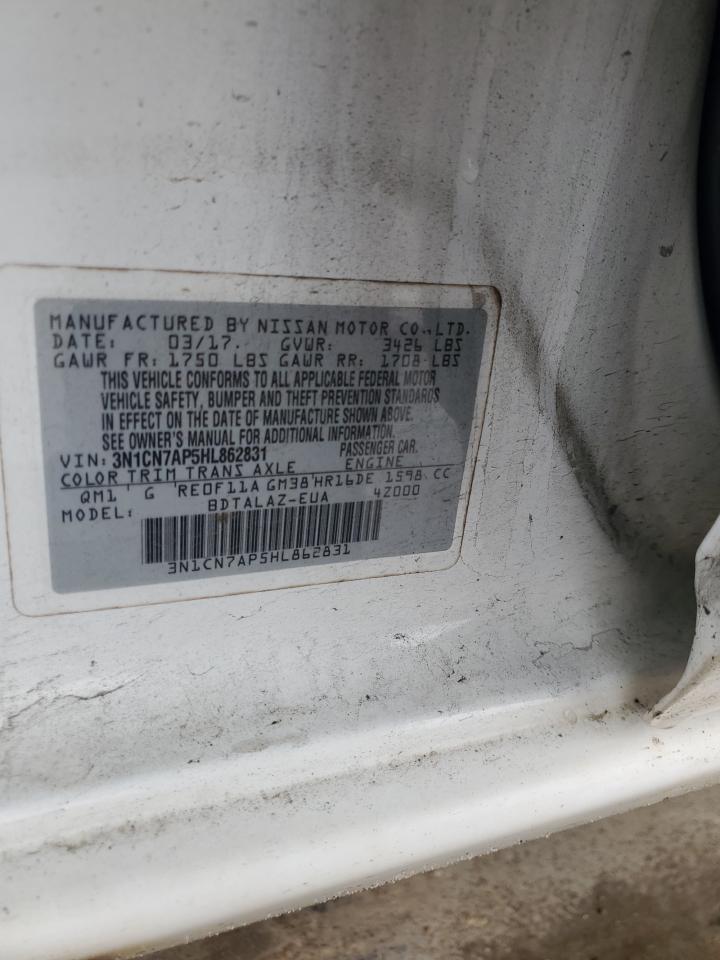 MANUFACTURED BY NISSAN MOTOR CO., LTD.
DATE: 03/17. GVWR: 3426 LBS
GAWR FR: 1750 LBS GAWR RR: 1708 LBS
THIS VEHICLE CONFORMS TO ALL APPLICABLE FEDERAL MOTOR
VEHICLE SAFETY, BUMPER AND THEFT PREVENTION STANDARDS
IN EFFECT ON THE DATE OF MANUFACTURE SHOWN ABOVE.
SEE OWNER'S MANUAL FOR ADDITIONAL INFORMATION.
VIN: 3N1CN7AP5HL862831 PASSENGER CAR.
COLOR TRIM TRANS AXLE ENGINE
QM1 G RE0F11A GM38 HR16DE 1598 CC
MODEL: BDTALAZ-EUA 4Z000
3N1CN7AP5HL862831